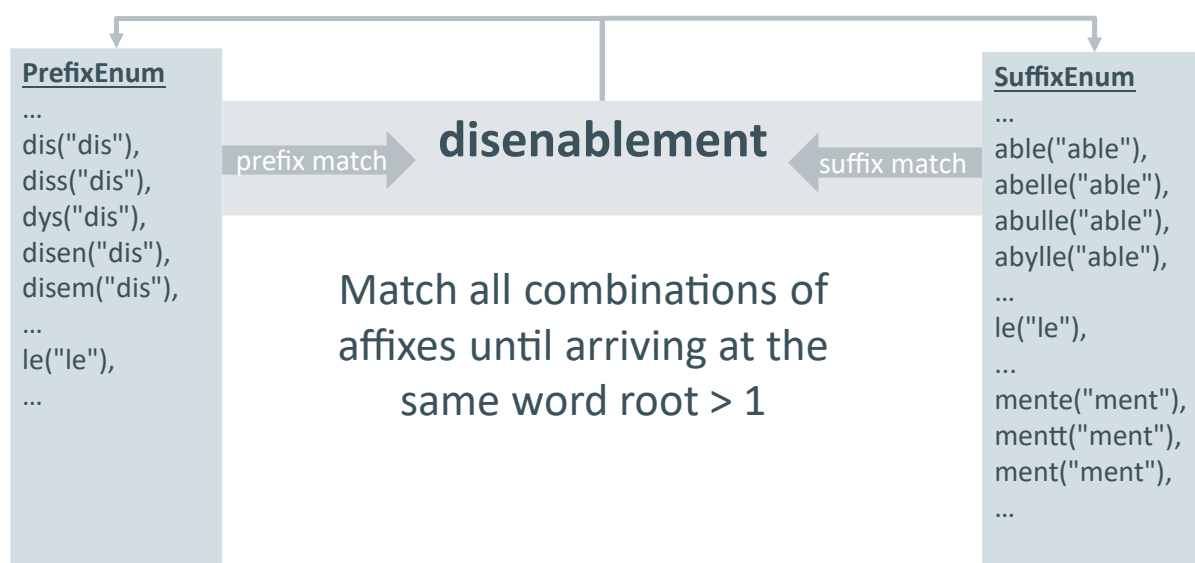 PrefixEnum
...
dis("dis"),
diss("dis"),
dys("dis"),
disen("dis"),
disem("dis"),
...
le("le"),
...
prefix match
disenablement
suffix match
Match all combinations of
affixes until arriving at the
same word root > 1
SuffixEnum
...
able("able"),
abelle("able"),
abulle("able"),
abylle("able"),
...
le("le"),
...
mente("ment"),
mentt("ment"),
ment("ment"),
...